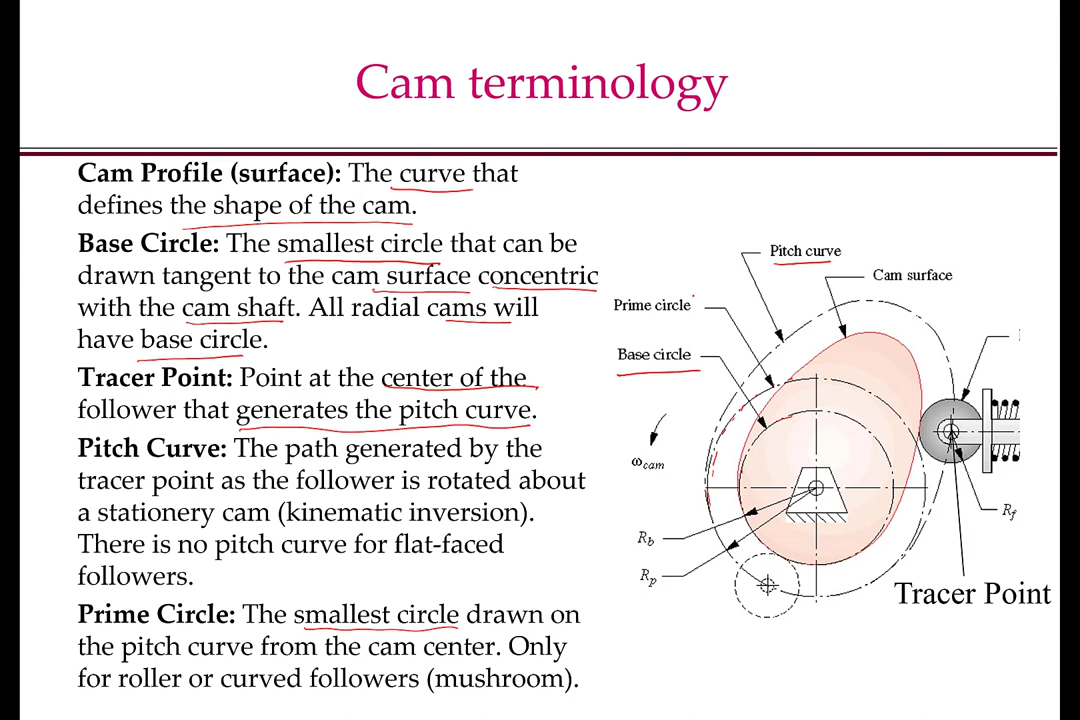 Cam terminology
Cam Profile (surface): The curve that
defines the shape of the cam.
Base Circle: The smallest circle that can be
drawn tangent to the cam surface concentric
with the cam shaft. All radial cams will
have base circle.
Tracer Point: Point at the center of the
follower that generates the pitch curve.
Pitch Curve: The path generated by the
tracer point as the follower is rotated about
a stationery cam (kinematic inversion).
There is no pitch curve for flat-faced
followers.
Prime Circle: The smallest circle drawn on
the pitch curve from the cam center. Only
for roller or curved followers (mushroom).
Pitch curve
Cam surface
Prime circle
Base circle
ωcam
Rb
Rp
Rf
Tracer Point